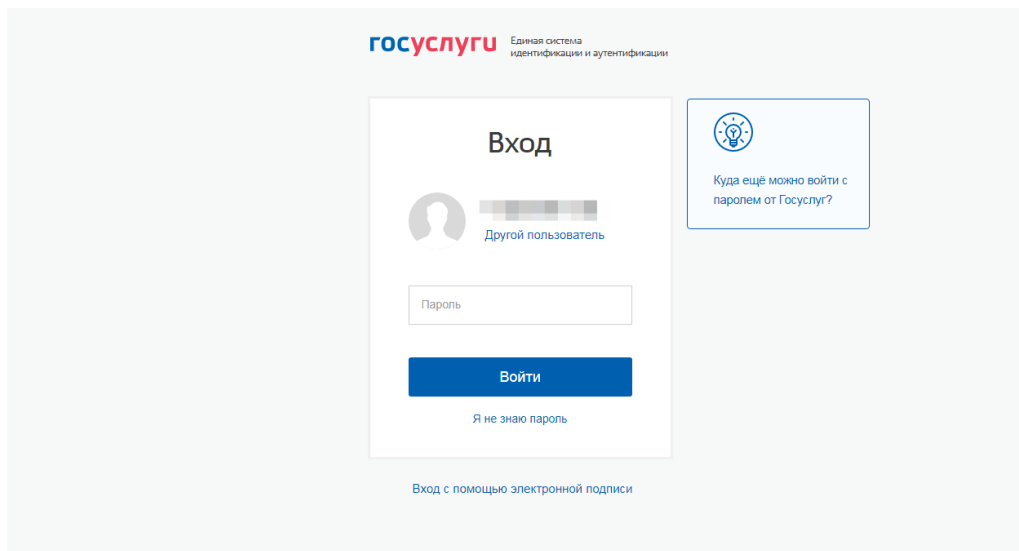 госуслуги
Единая система
идентификации и аутентификации
Вход
Другой пользователь
Пароль
Войти
Я не знаю пароль
Вход с помощью электронной подписи
Куда ещё можно войти с
паролем от Госуслуг?